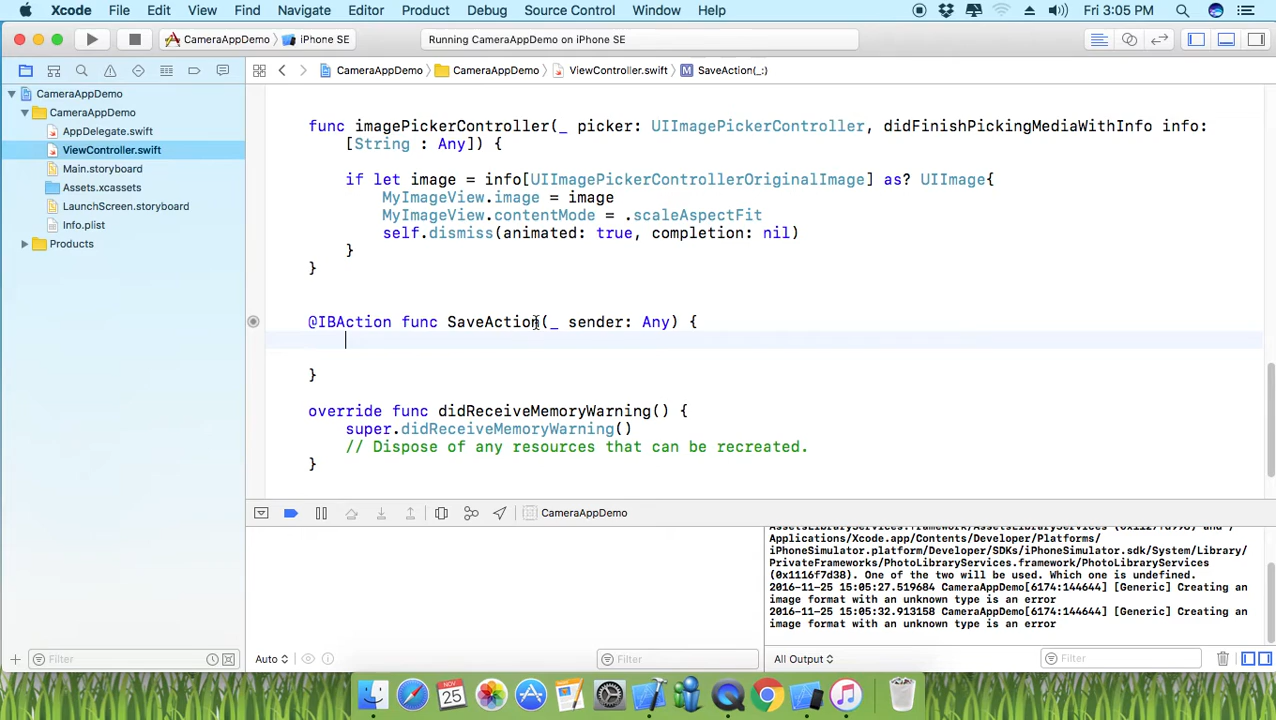 Xcode File Edit View Find Navigate Editor Product Debug Source Control Window Help Fri 3:05 PM
CameraAppDemo iPhone SE Running CameraAppDemo on iPhone SE
CameraAppDemo CameraAppDemo ViewController.swift M SaveAction(_:)
CameraAppDemo
CameraAppDemo
AppDelegate.swift
ViewController.swift
Main.storyboard
Assets.xcassets
LaunchScreen.storyboard
Info.plist
Products
func imagePickerController(_ picker: UIImagePickerController, didFinishPickingMediaWithInfo info:
[String : Any]) {
if let image = info[UIImagePickerControllerOriginalImage] as? UIImage{
MyImageView.image = image
MyImageView.contentMode = .scaleAspectFit
self.dismiss(animated: true, completion: nil)
}
}
@IBAction func SaveAction(_ sender: Any) {
}
override func didReceiveMemoryWarning() {
super.didReceiveMemoryWarning()
// Dispose of any resources that can be recreated.
}
CameraAppDemo
Applications/Xcode.app/Contents/Developer/Platforms/
iPhoneSimulator.platform/Developer/SDKs/iPhoneSimulator.sdk/System/Library/
PrivateFrameworks/PhotoLibraryServices.framework/PhotoLibraryServices
(0x1116f7d38). One of the two will be used. Which one is undefined.
2016-11-25 15:05:27.519684 CameraAppDemo[6174:144644] [Generic] Creating an
image format with an unknown type is an error
2016-11-25 15:05:32.913158 CameraAppDemo[6174:144644] [Generic] Creating an
image format with an unknown type is an error
Filter Auto Filter All Output Filter
NOV
25